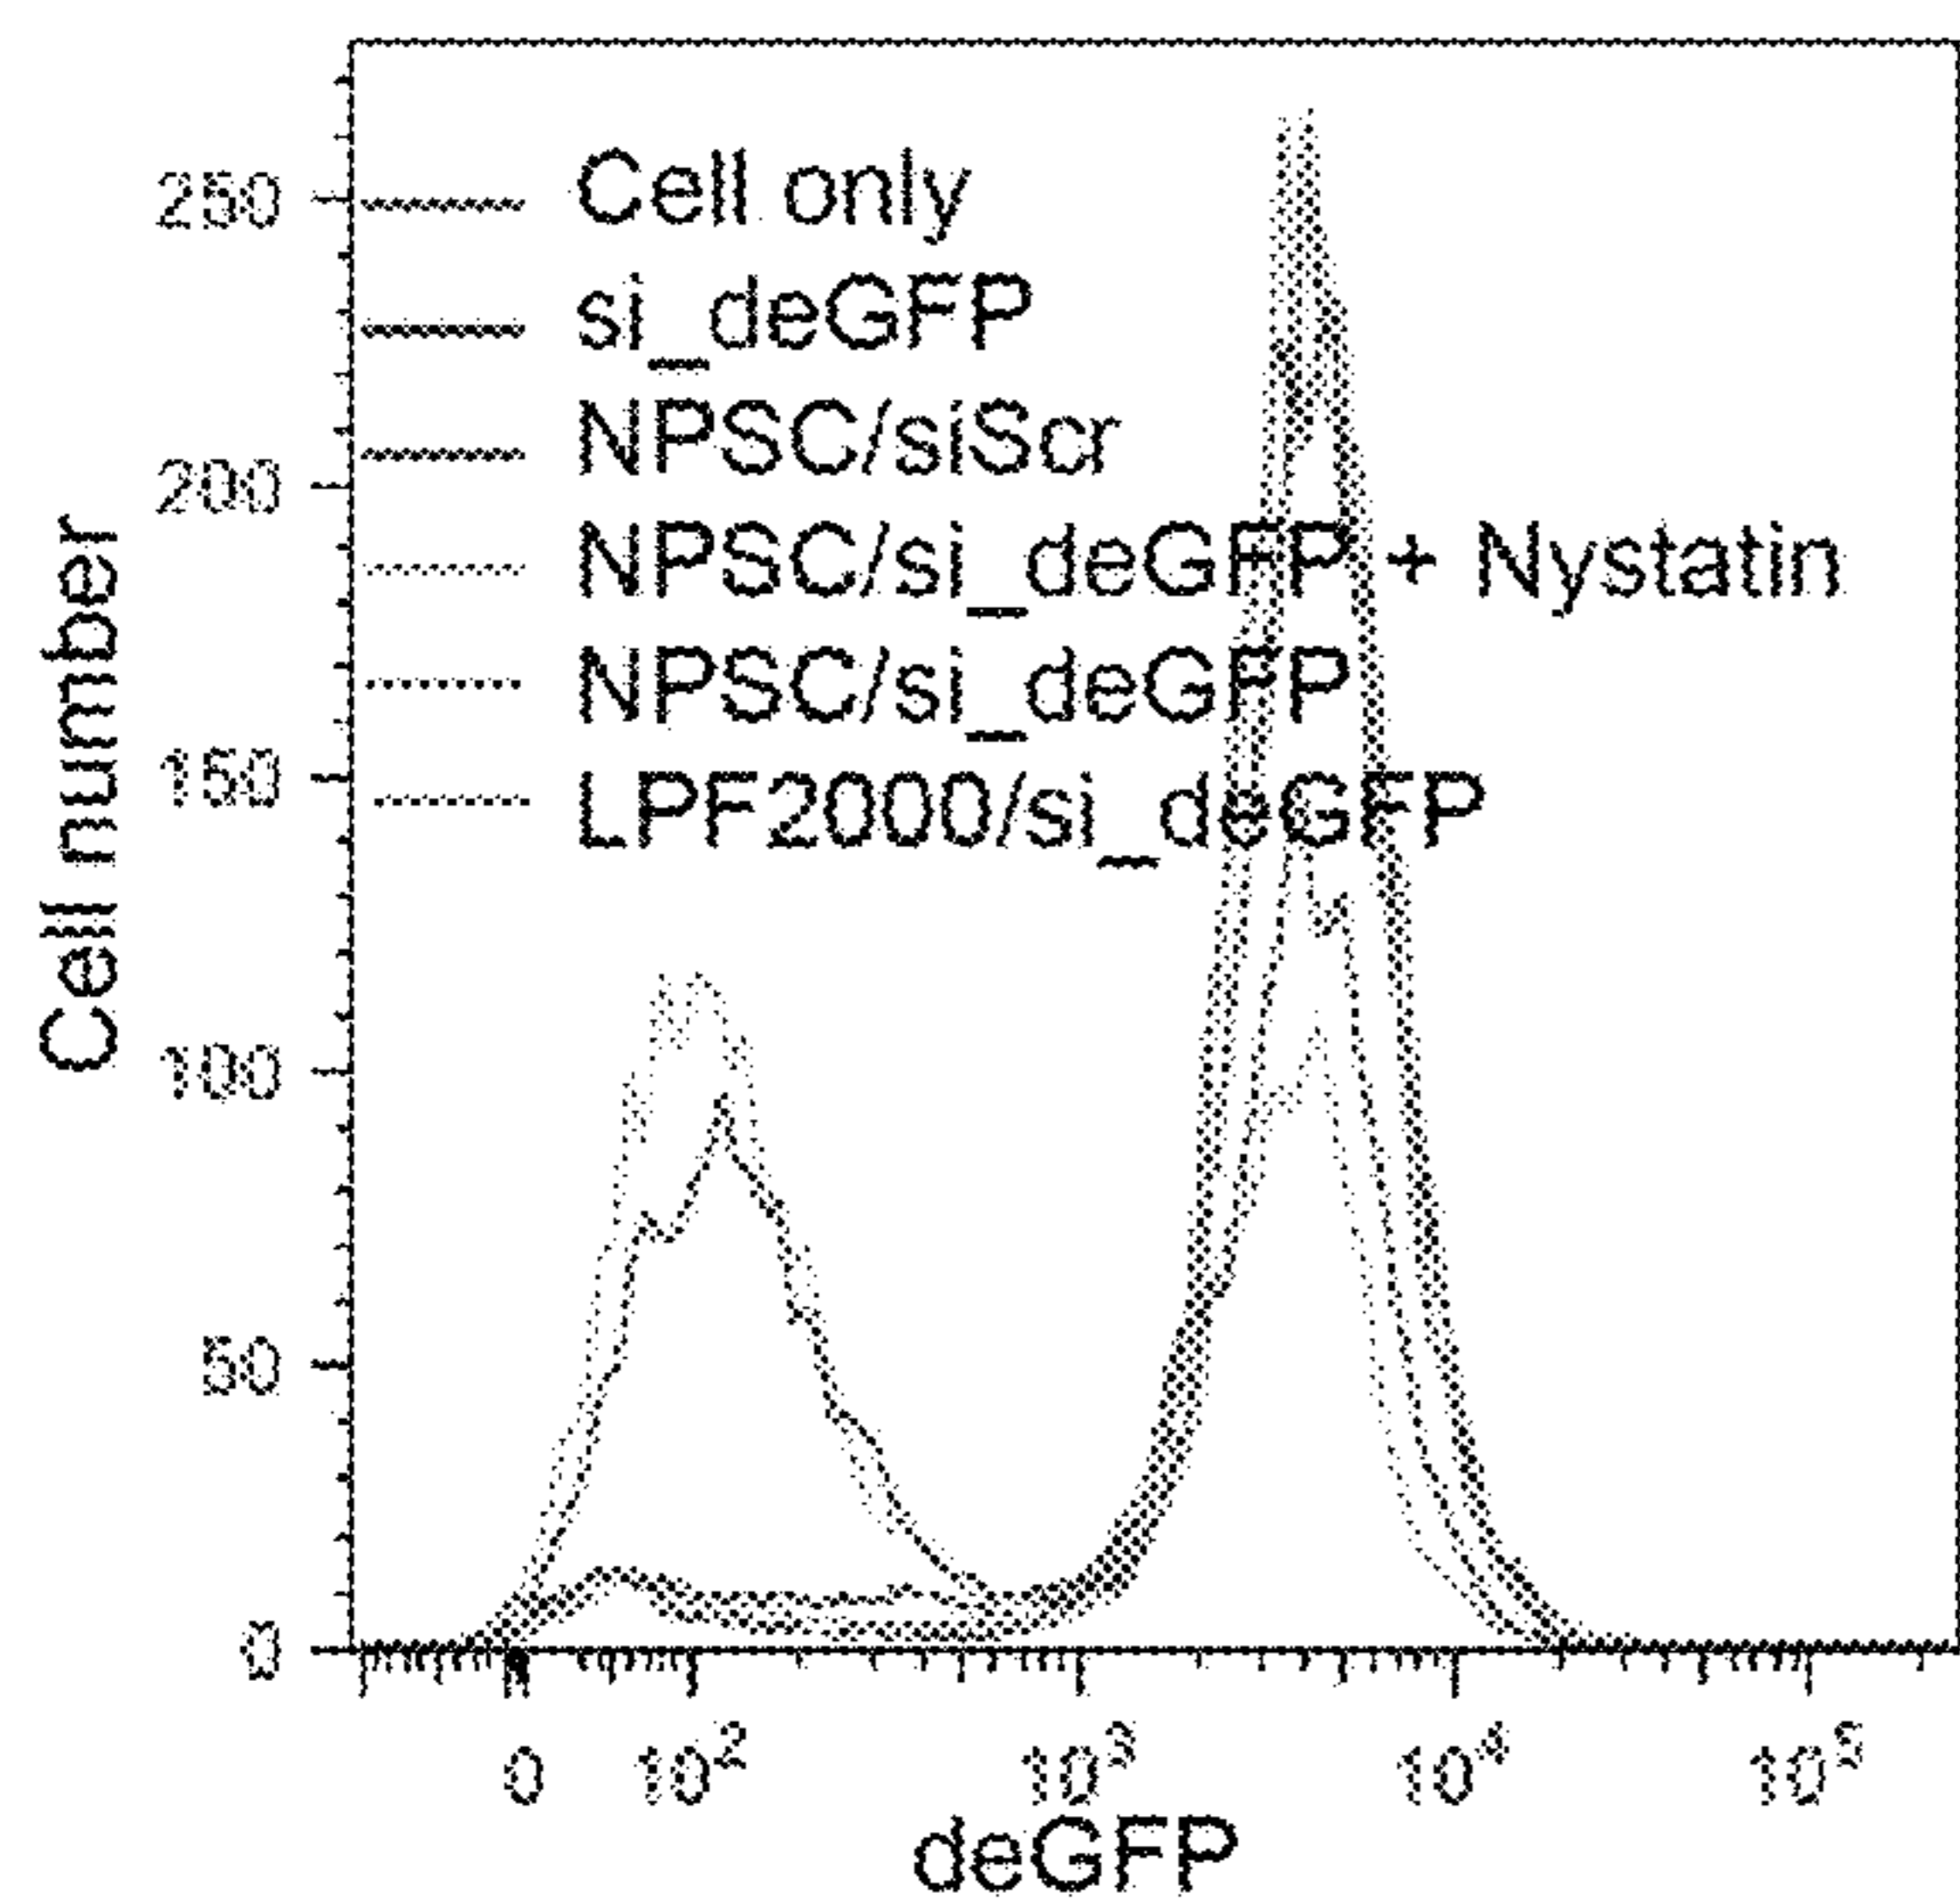 Cell number
250
200
150
100
50
0
Cell only
si_deGFP
NPSC/siScr
NPSC/si_deGFP + Nystatin
NPSC/si_deGFP
LPF2000/si_deGFP
0 10² 10³ 10⁴ 10⁵
deGFP